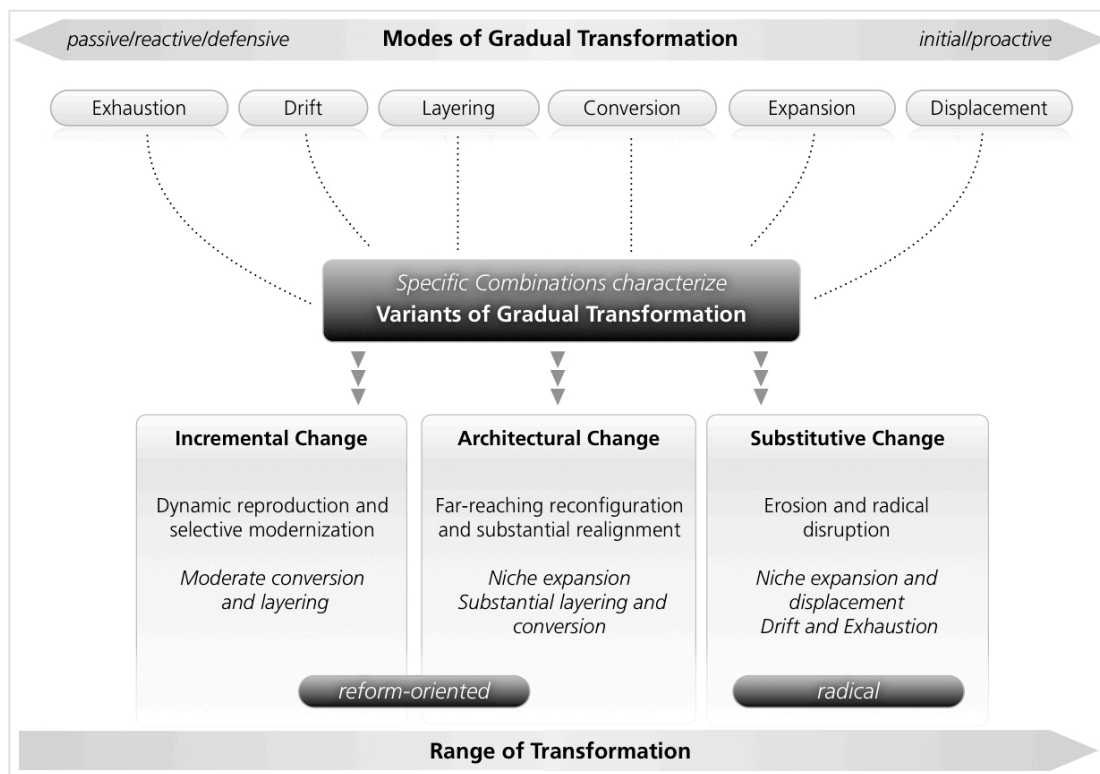 passive/reactive/defensive Modes of Gradual Transformation initial/proactive
Exhaustion Drift Layering Conversion Expansion Displacement
Specific Combinations characterize
Variants of Gradual Transformation
Incremental Change
Dynamic reproduction and
selective modernization
Moderate conversion
and layering
Architectural Change
Far-reaching reconfiguration
and substantial realignment
Niche expansion
Substantial layering and
conversion
Substitutive Change
Erosion and radical
disruption
Niche expansion and
displacement
Drift and Exhaustion
reform-oriented
radical
Range of Transformation